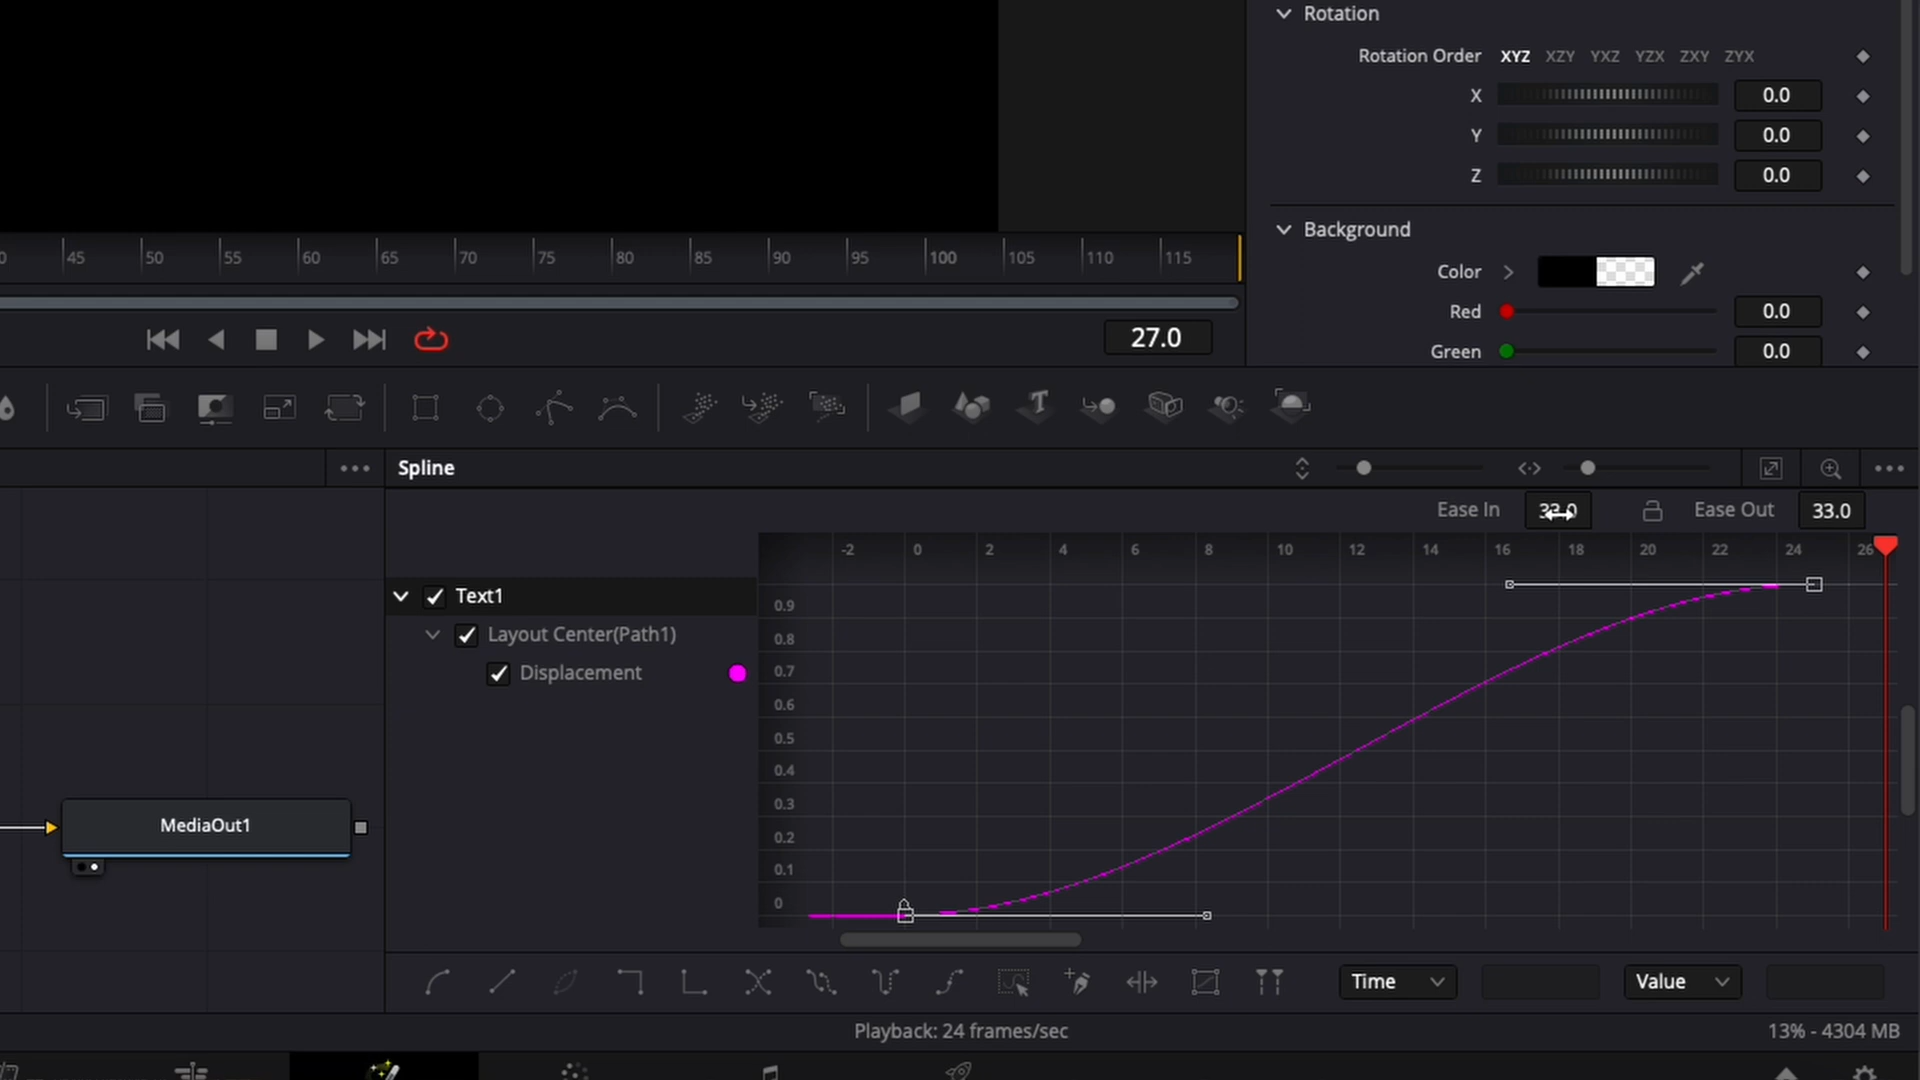 Rotation
Rotation Order XYZ XZY YXZ YZX ZXY ZYX
X 0.0
Y 0.0
Z 0.0
Background
Color
Red 0.0
Green 0.0
0 45 50 55 60 65 70 75 80 85 90 95 100 105 110 115
27.0
Spline
Ease In 33.0 Ease Out 33.0
-2 0 2 4 6 8 10 12 14 16 18 20 22 24 26
Text1
Layout Center(Path1)
Displacement
0.9
0.8
0.7
0.6
0.5
0.4
0.3
0.2
0.1
0
MediaOut1
Time Value
Playback: 24 frames/sec
13% - 4304 MB